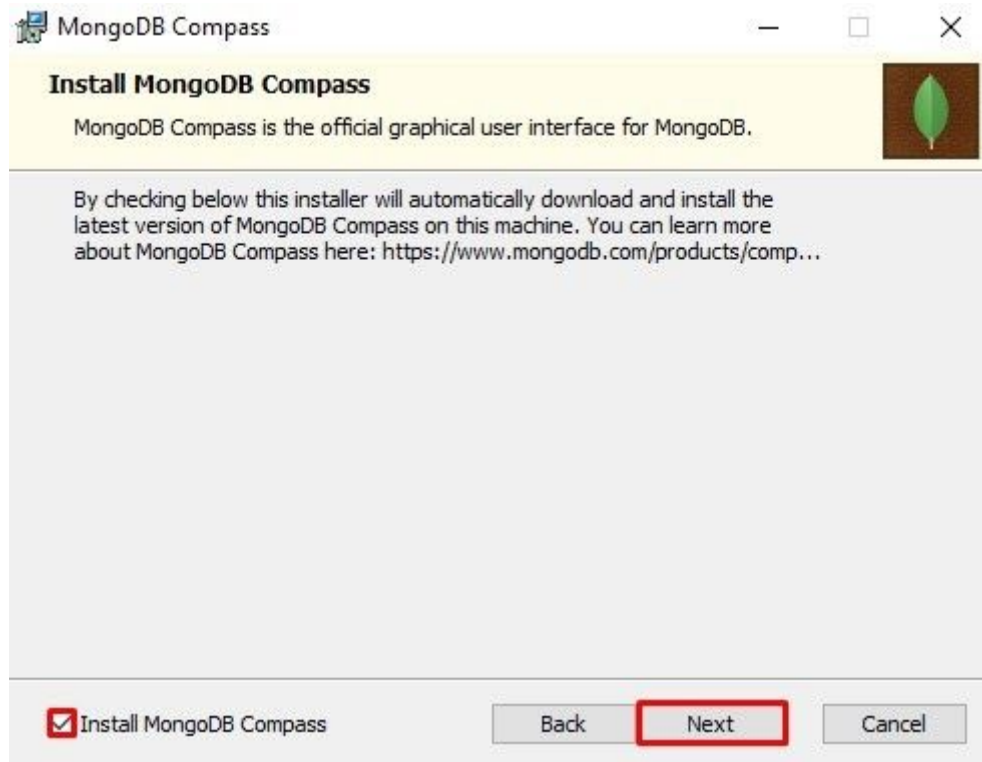 MongoDB Compass
Install MongoDB Compass
MongoDB Compass is the official graphical user interface for MongoDB.
By checking below this installer will automatically download and install the
latest version of MongoDB Compass on this machine. You can learn more
about MongoDB Compass here: https://www.mongodb.com/products/comp...
Install MongoDB Compass Back Next Cancel